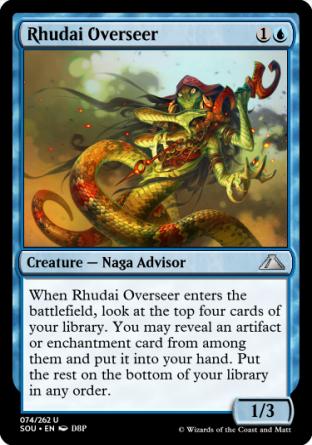 Rhudai Overseer 1
Creature — Naga Advisor
When Rhudai Overseer enters the
battlefield, look at the top four cards of
your library. You may reveal an artifact
or enchantment card from among
them and put it into your hand. Put
the rest on the bottom of your library
in any order.
1/3
074/262 U
SOU • EN DBP
© Wizards of the Coast and Matt